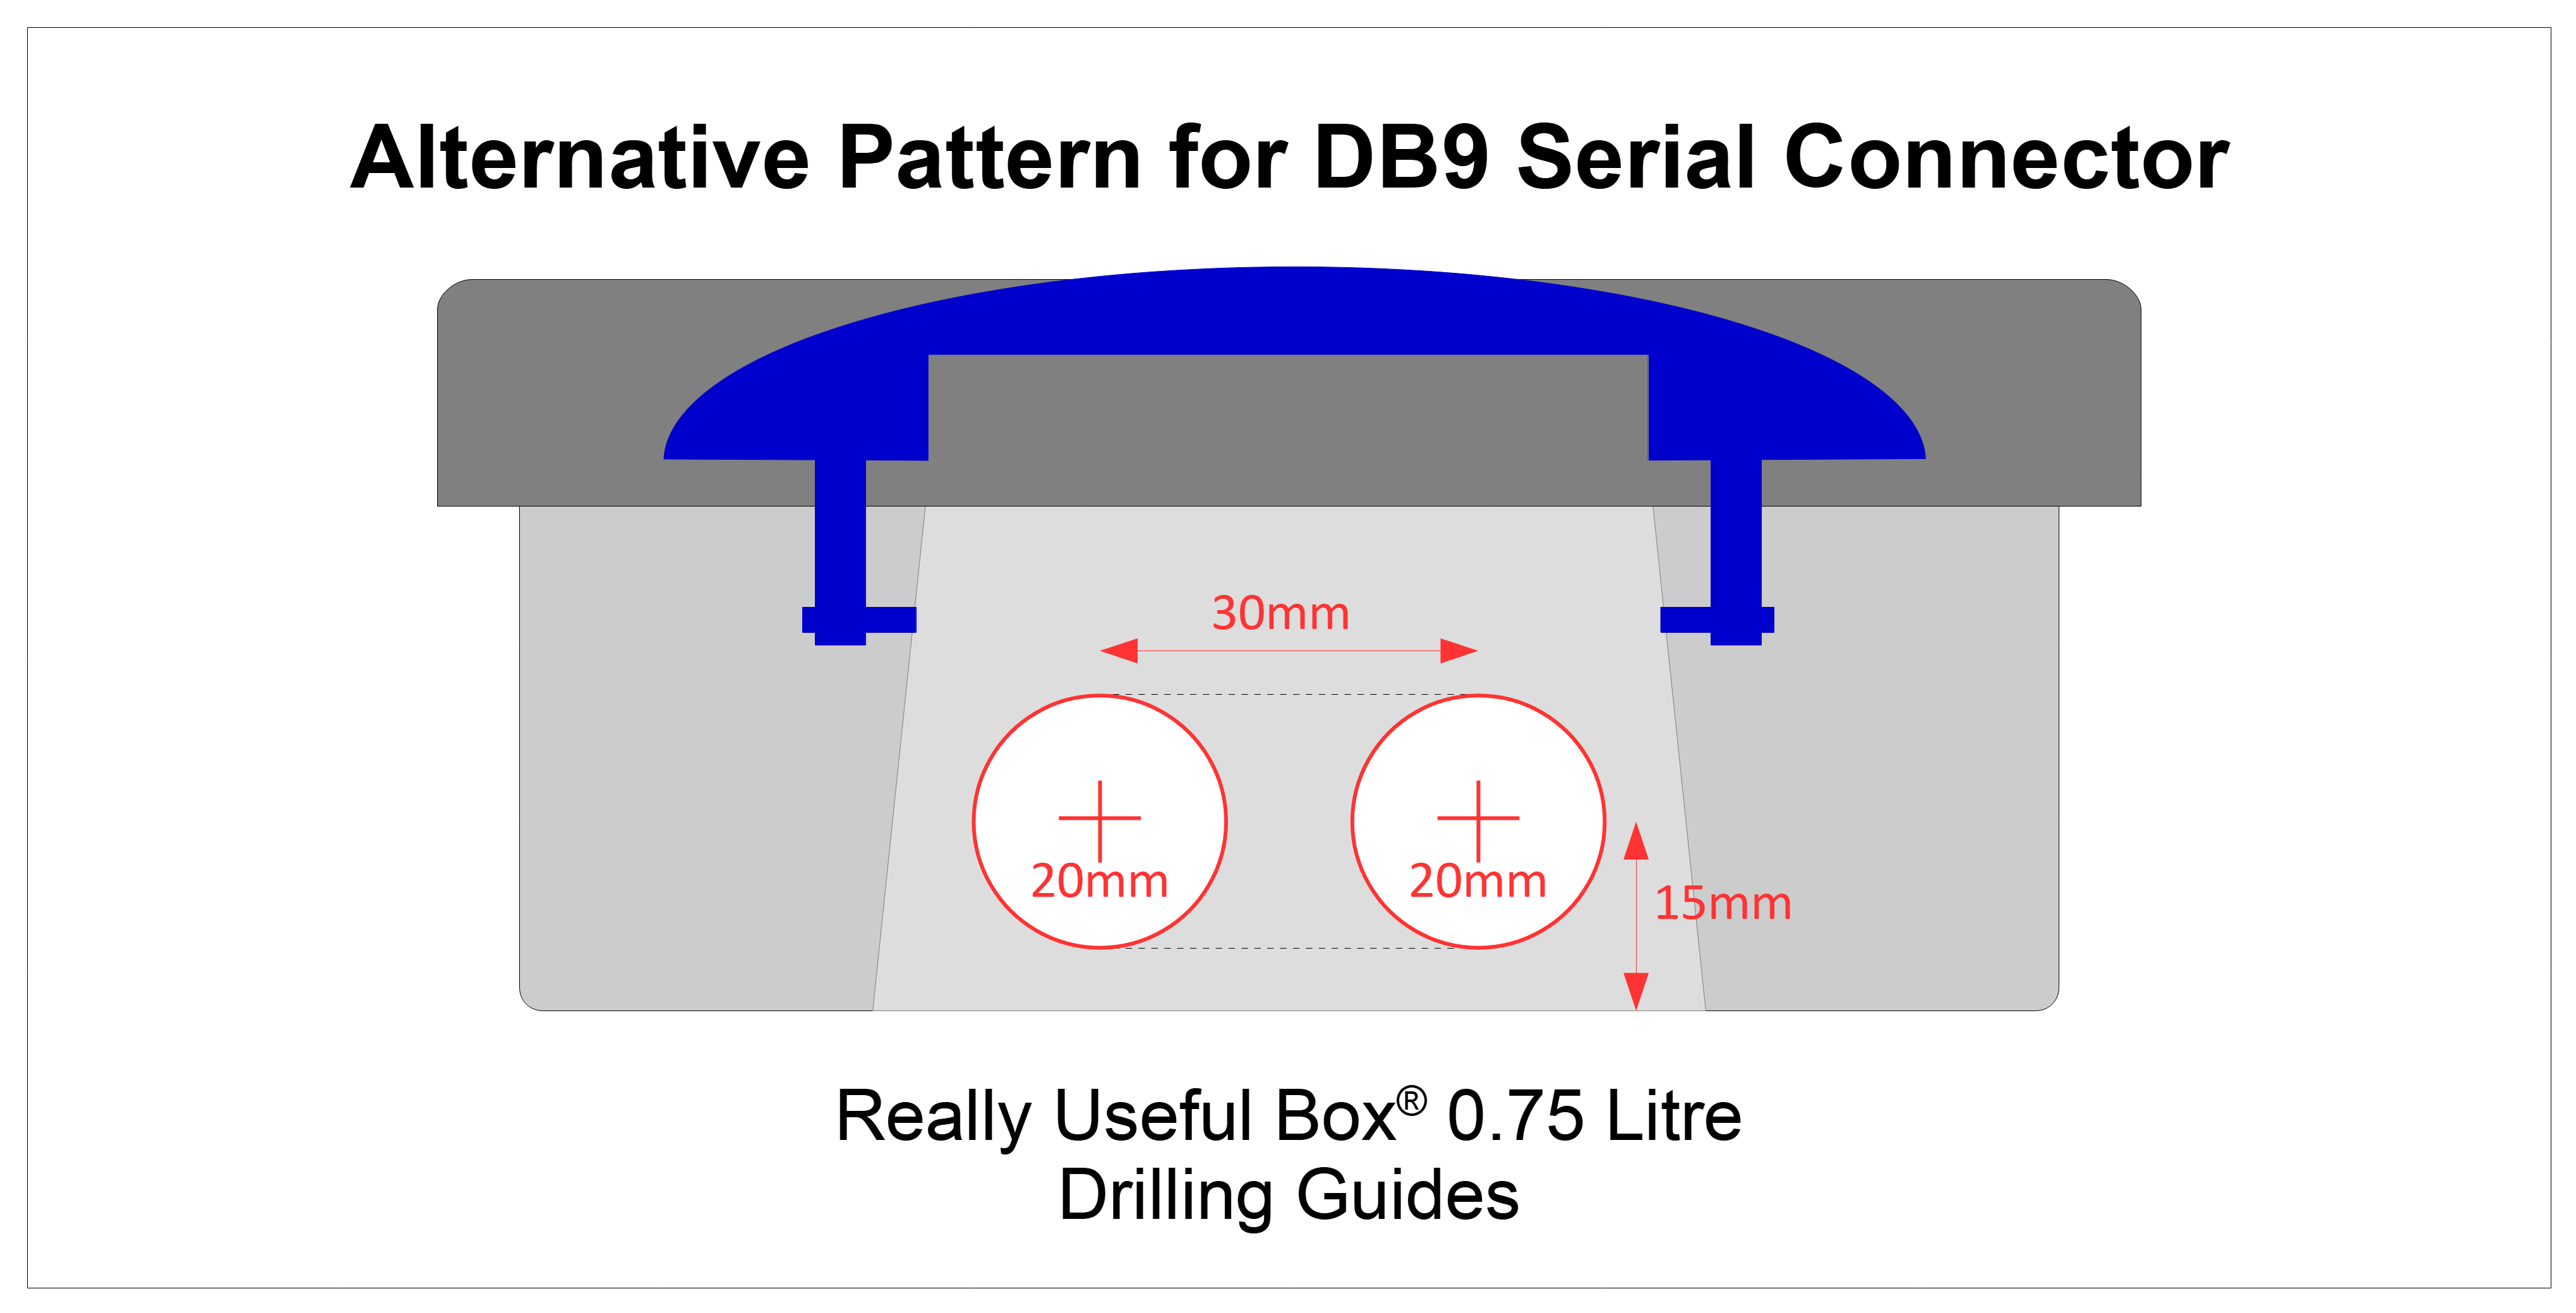 Alternative Pattern for DB9 Serial Connector
30mm
20mm
20mm
15mm
Really Useful Box® 0.75 Litre
Drilling Guides